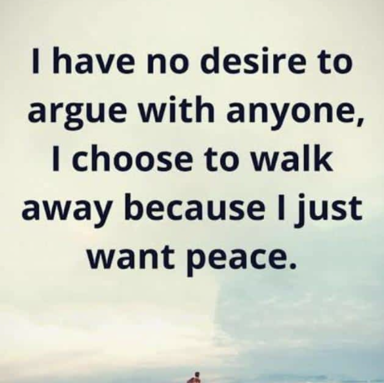 I have no desire to
argue with anyone,
I choose to walk
away because I just
want peace.